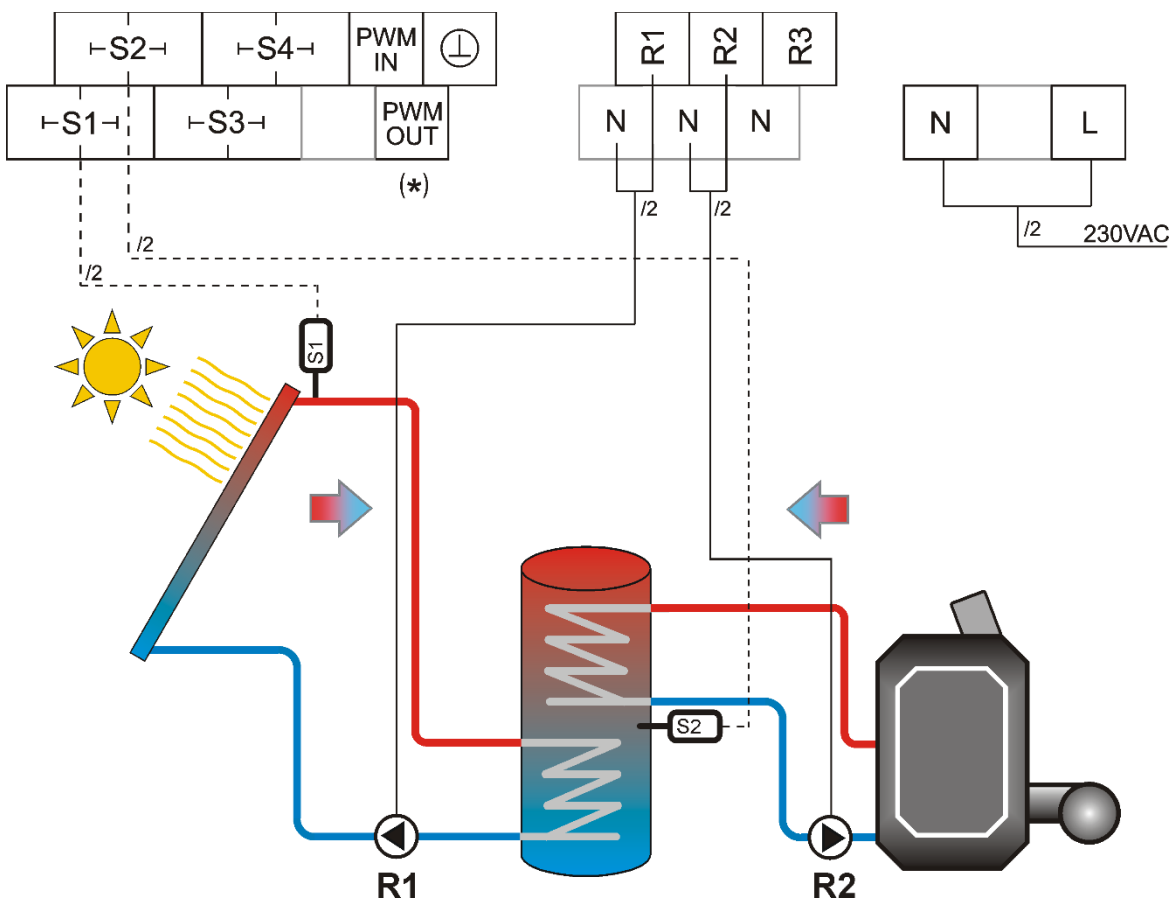 S2 S4 PWM IN
S1 S3 PWM OUT
(*)
R1 R2 R3
N N N
N L
/2
/2
/2
/2
/2 230VAC
S1
S2
R1
R2